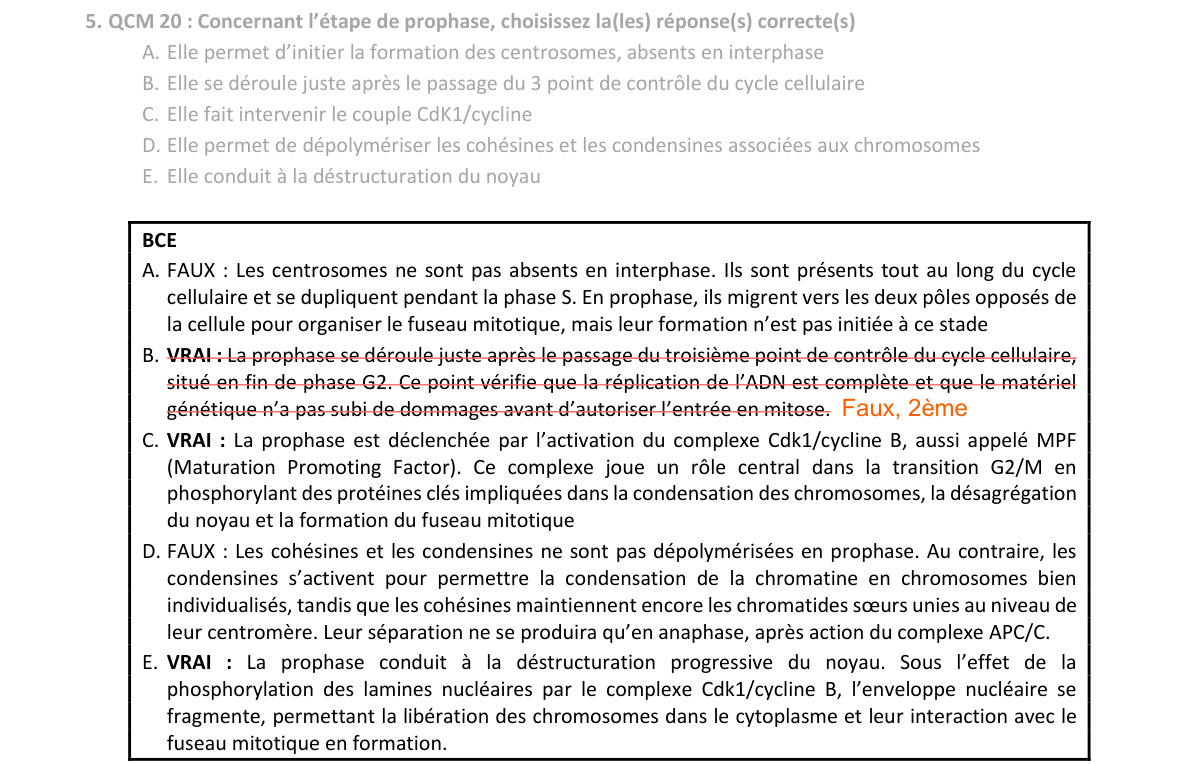 5. QCM 20 : Concernant l’étape de prophase, choisissez la(les) réponse(s) correcte(s)
A. Elle permet d’initier la formation des centrosomes, absents en interphase
B. Elle se déroule juste après le passage du 3 point de contrôle du cycle cellulaire
C. Elle fait intervenir le couple CdK1/cycline
D. Elle permet de dépolymériser les cohésines et les condensines associées aux chromosomes
E. Elle conduit à la déstructuration du noyau
BCE
A. FAUX : Les centrosomes ne sont pas absents en interphase. Ils sont présents tout au long du cycle
cellulaire et se dupliquent pendant la phase S. En prophase, ils migrent vers les deux pôles opposés de
la cellule pour organiser le fuseau mitotique, mais leur formation n’est pas initiée à ce stade
B. VRAI : La prophase se déroule juste après le passage du troisième point de contrôle du cycle cellulaire,
situé en fin de phase G2. Ce point vérifie que la réplication de l’ADN est complète et que le matériel
génétique n’a pas subi de dommages avant d’autoriser l’entrée en mitose. Faux, 2ème
C. VRAI : La prophase est déclenchée par l’activation du complexe Cdk1/cycline B, aussi appelé MPF
(Maturation Promoting Factor). Ce complexe joue un rôle central dans la transition G2/M en
phosphorylant des protéines clés impliquées dans la condensation des chromosomes, la désagrégation
du noyau et la formation du fuseau mitotique
D. FAUX : Les cohésines et les condensines ne sont pas dépolymérisées en prophase. Au contraire, les
condensines s’activent pour permettre la condensation de la chromatine en chromosomes bien
individualisés, tandis que les cohésines maintiennent encore les chromatides sœurs unies au niveau de
leur centromère. Leur séparation ne se produira qu’en anaphase, après action du complexe APC/C.
E. VRAI : La prophase conduit à la déstructuration progressive du noyau. Sous l’effet de la
phosphorylation des lamines nucléaires par le complexe Cdk1/cycline B, l’enveloppe nucléaire se
fragmente, permettant la libération des chromosomes dans le cytoplasme et leur interaction avec le
fuseau mitotique en formation.